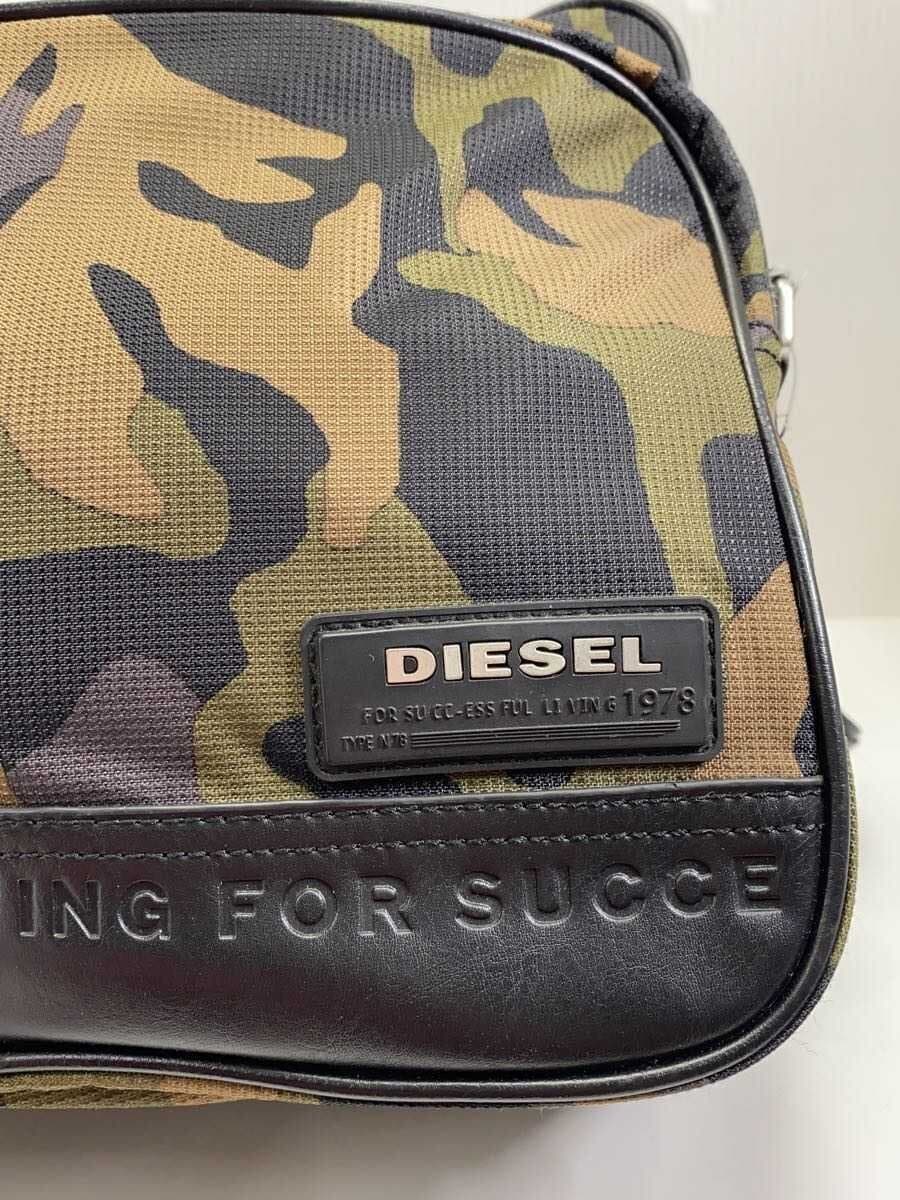 DIESEL
FOR SU CC-ESS FUL LI VIN G 1978
TYPE N78
ING FOR SUCCE